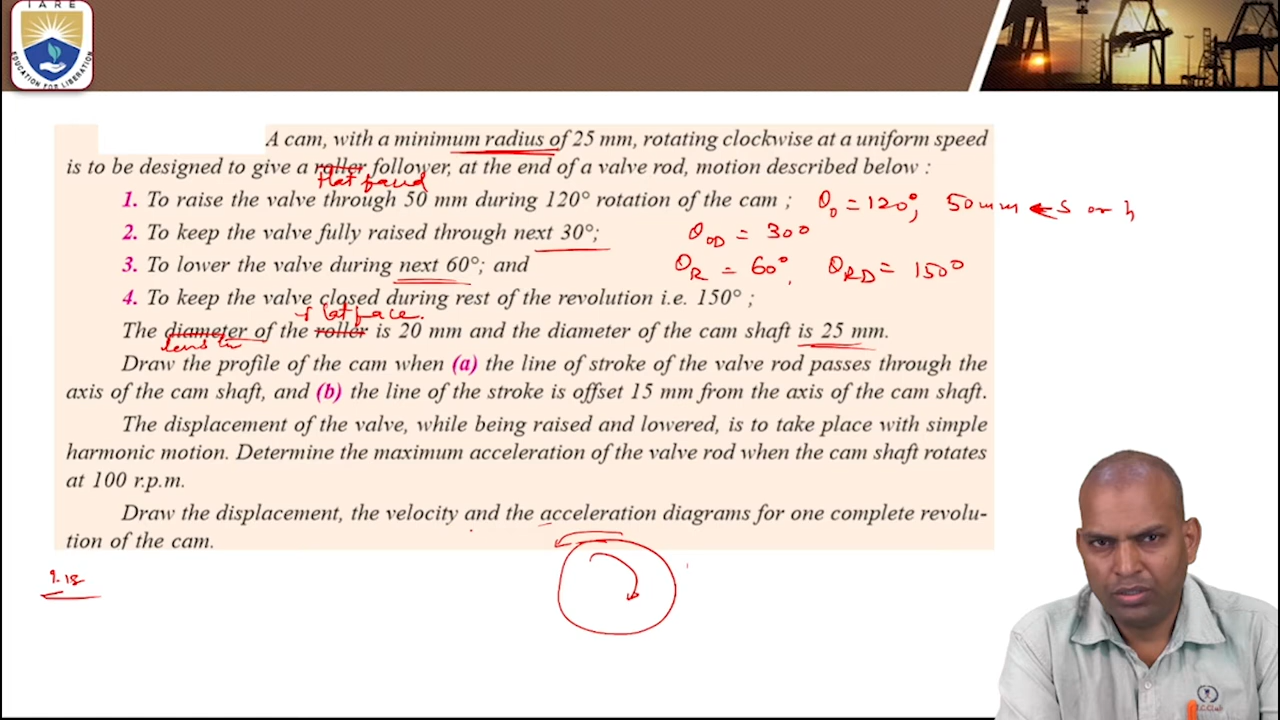 IARE
EDUCATION FOR LIBERATION
A cam, with a minimum radius of 25 mm, rotating clockwise at a uniform speed
is to be designed to give a roller follower, at the end of a valve rod, motion described below :
flat faced
1. To raise the valve through 50 mm during 120° rotation of the cam ; θ₀ = 120°, 50mm ← S or h
2. To keep the valve fully raised through next 30°; θOD = 30°
3. To lower the valve during next 60°; and θR = 60°, θRD = 150°
4. To keep the valve closed during rest of the revolution i.e. 150° ;
flat face.
The diameter of the roller is 20 mm and the diameter of the cam shaft is 25 mm.
Draw the profile of the cam when (a) the line of stroke of the valve rod passes through the
axis of the cam shaft, and (b) the line of the stroke is offset 15 mm from the axis of the cam shaft.
The displacement of the valve, while being raised and lowered, is to take place with simple
harmonic motion. Determine the maximum acceleration of the valve rod when the cam shaft rotates
at 100 r.p.m.
Draw the displacement, the velocity and the acceleration diagrams for one complete revolu-
tion of the cam.